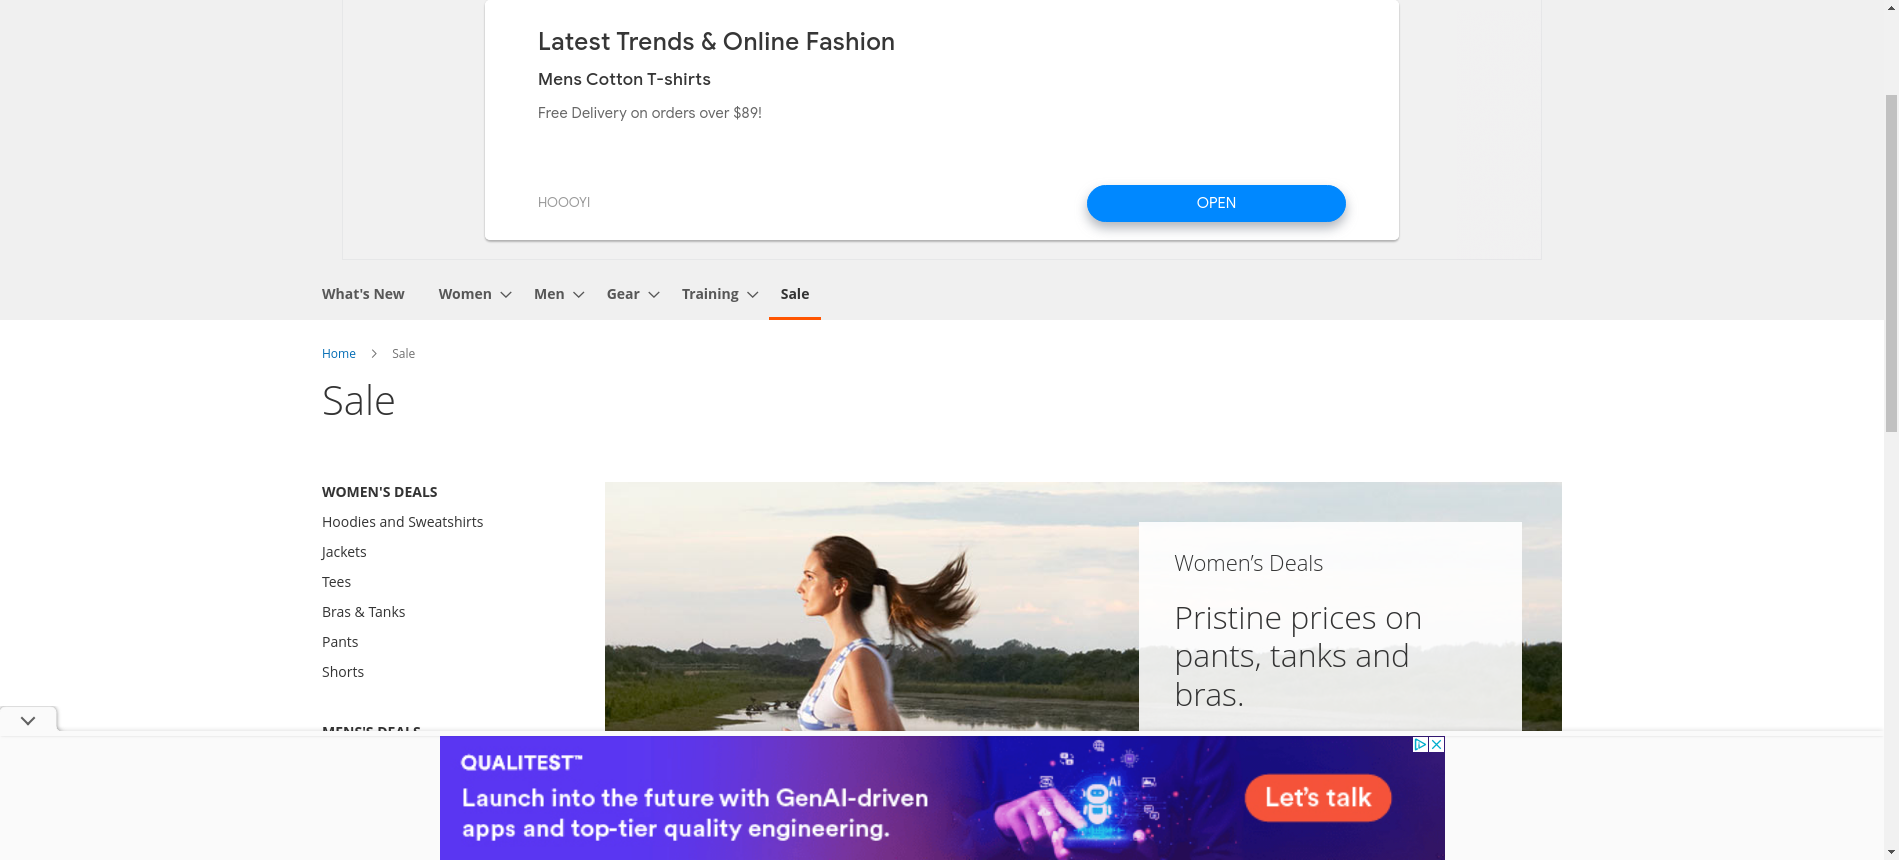 Latest Trends & Online Fashion
Mens Cotton T-shirts
Free Delivery on orders over $89!
HOOOYI
OPEN
What's New Women Men Gear Training Sale
Home Sale
Sale
WOMEN'S DEALS
Hoodies and Sweatshirts
Jackets
Tees
Bras & Tanks
Pants
Shorts
MENS'S DEALS
Women’s Deals
Pristine prices on
pants, tanks and
bras.
QUALITEST™
Launch into the future with GenAI-driven
apps and top-tier quality engineering.
Ai
Let’s talk